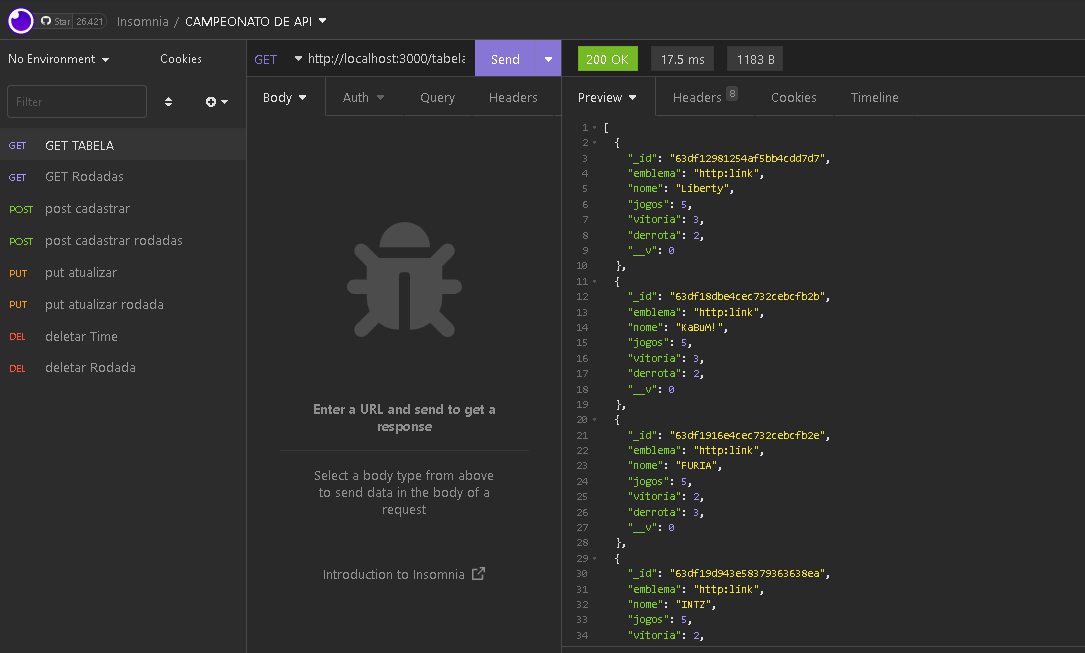 Star 26.421 Insomnia / CAMPEONATO DE API
No Environment
Cookies
Filter
GET GET TABELA
GET GET Rodadas
POST post cadastrar
POST post cadastrar rodadas
PUT put atualizar
PUT put atualizar rodada
DEL deletar Time
DEL deletar Rodada
GET http://localhost:3000/tabela Send
Body Auth Query Headers
Enter a URL and send to get a
response
Select a body type from above
to send data in the body of a
request
Introduction to Insomnia
200 OK 17.5 ms 1183 B
Preview Headers 8 Cookies Timeline
1 [
2 {
3 "_id": "63df12981254af5bb4cdd7d7",
4 "emblema": "http:link",
5 "nome": "Liberty",
6 "jogos": 5,
7 "vitoria": 3,
8 "derrota": 2,
9 "__v": 0
10 },
11 {
12 "_id": "63df18dbe4cec732cebcfb2b",
13 "emblema": "http:link",
14 "nome": "KaBuM!",
15 "jogos": 5,
16 "vitoria": 3,
17 "derrota": 2,
18 "__v": 0
19 },
20 {
21 "_id": "63df1916e4cec732cebcfb2e",
22 "emblema": "http:link",
23 "nome": "FURIA",
24 "jogos": 5,
25 "vitoria": 2,
26 "derrota": 3,
27 "__v": 0
28 },
29 {
30 "_id": "63df19d943e58379363638ea",
31 "emblema": "http:link",
32 "nome": "INTZ",
33 "jogos": 5,
34 "vitoria": 2,